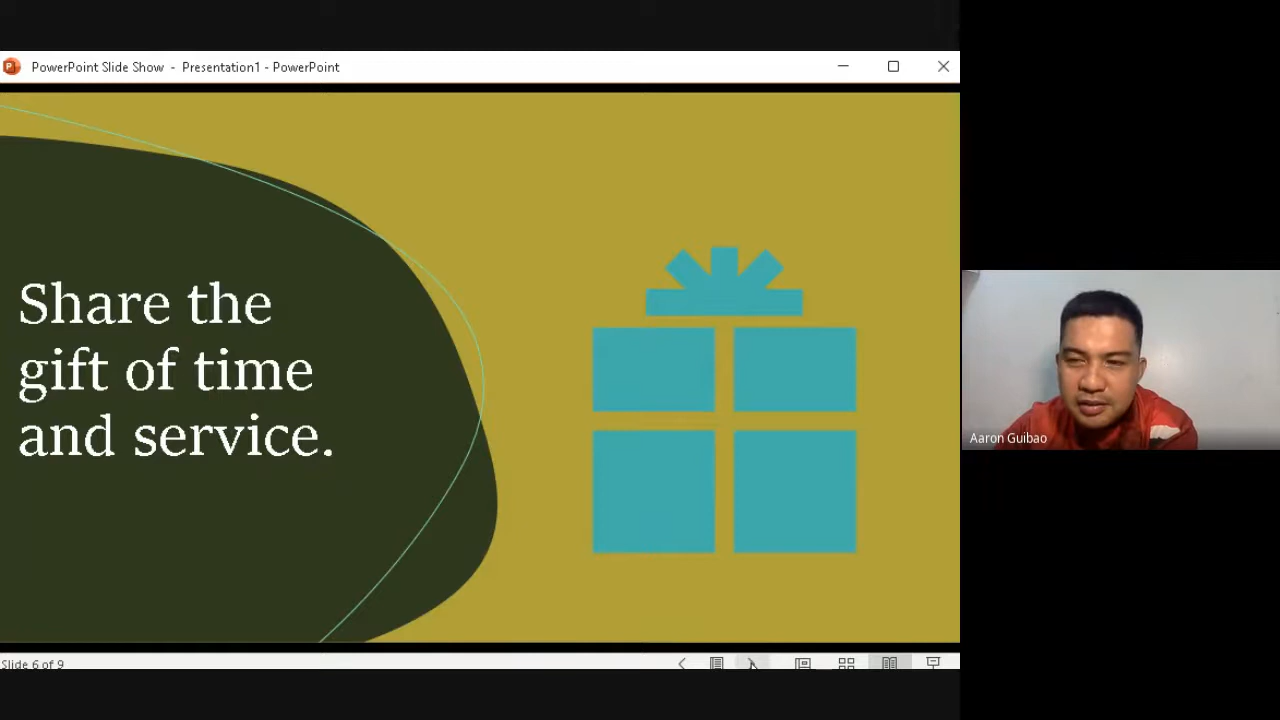 PowerPoint Slide Show - Presentation1 - PowerPoint
Share the
gift of time
and service.
Aaron Guibao
Slide 6 of 9